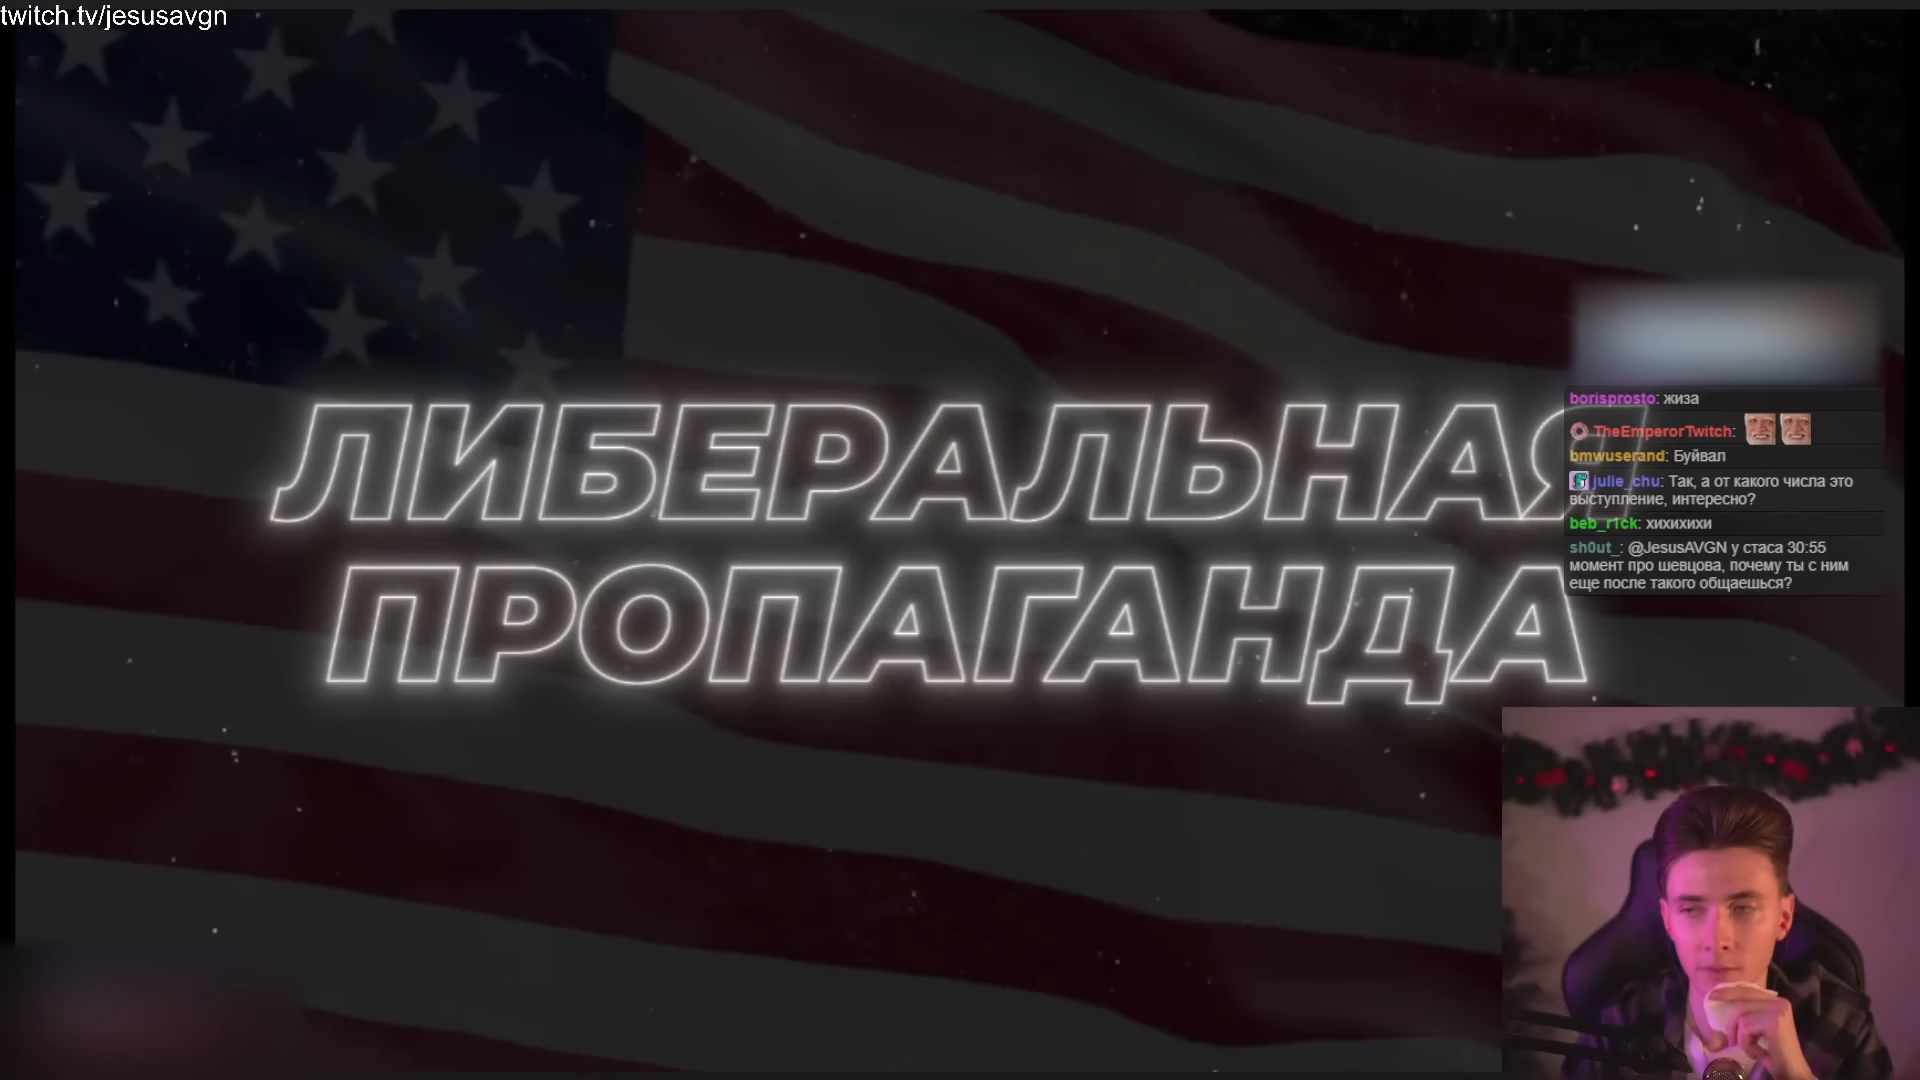 twitch.tv/jesusavgn
ЛИБЕРАЛЬНАЯ
ПРОПАГАНДА
borisprosto: жиза
TheEmperorTwitch:
bmwuserand: Буйвал
julie_chu: Так, а от какого числа это
выступление, интересно?
beb_r1ck: хихихихи
sh0ut_: @JesusAVGN у стаса 30:55
момент про шевцова, почему ты с ним
еще после такого общаешься?